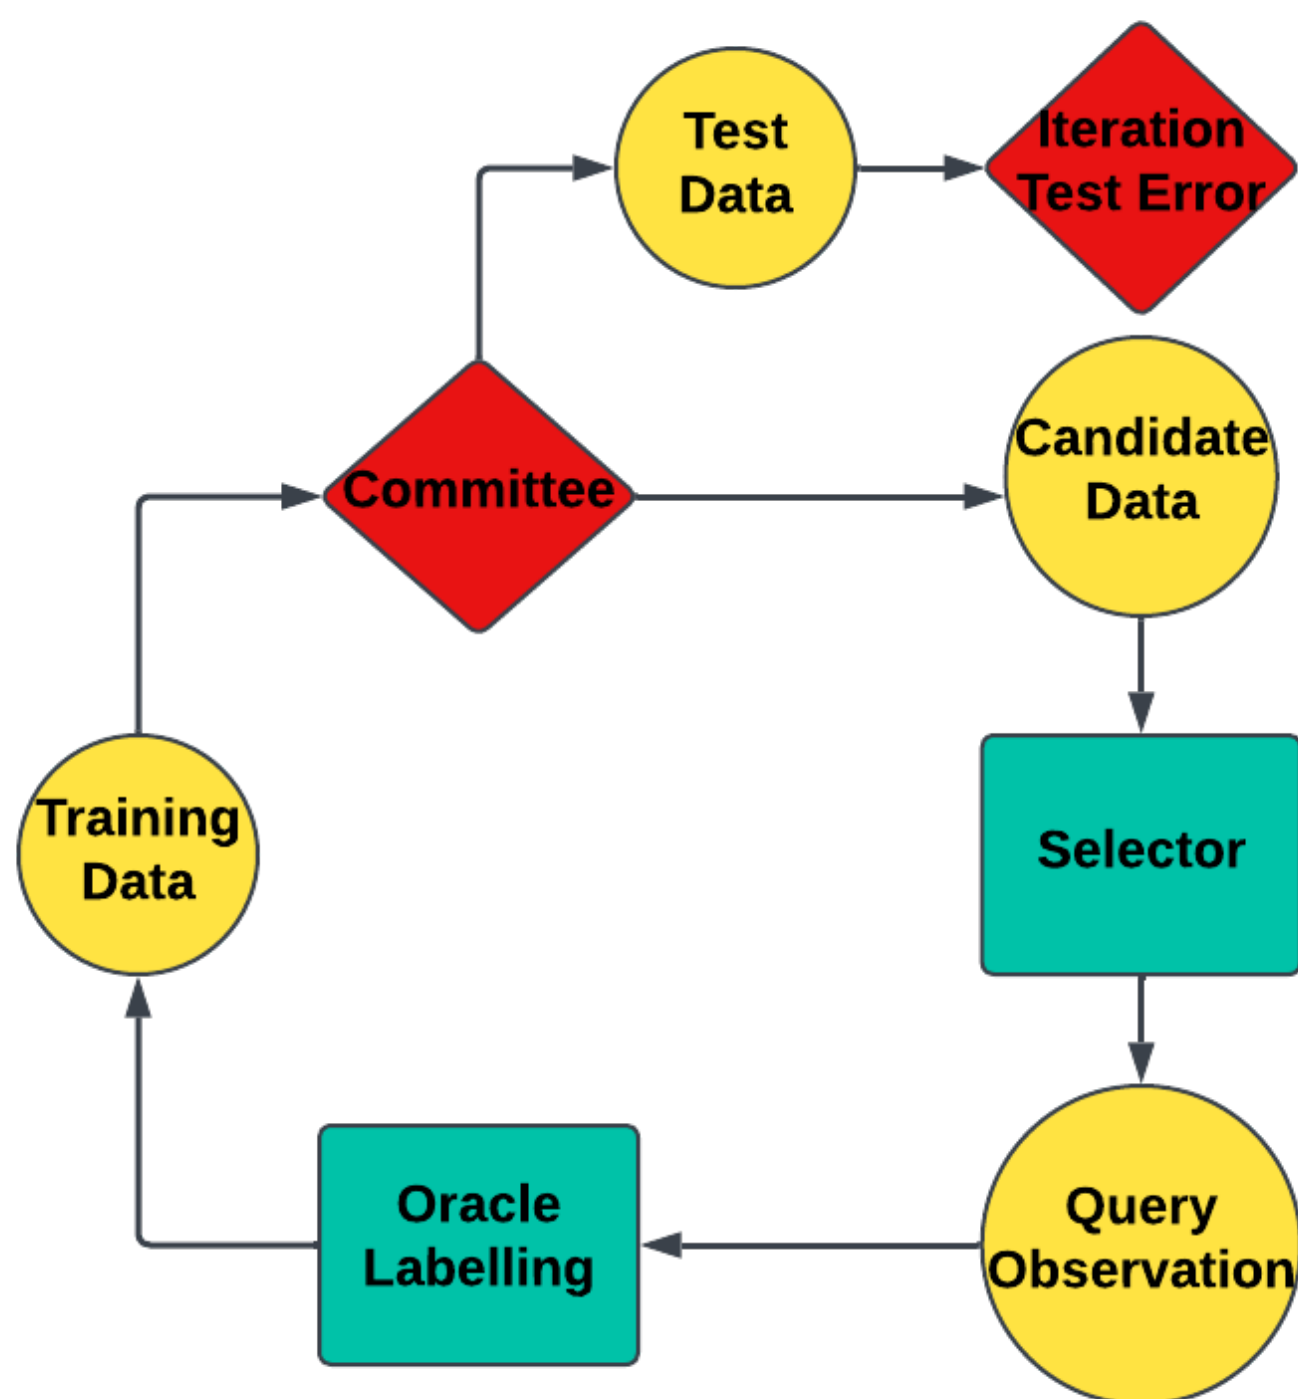 Test
Data
Iteration
Test Error
Candidate
Data
Committee
Training
Data
Selector
Oracle
Labelling
Query
Observation